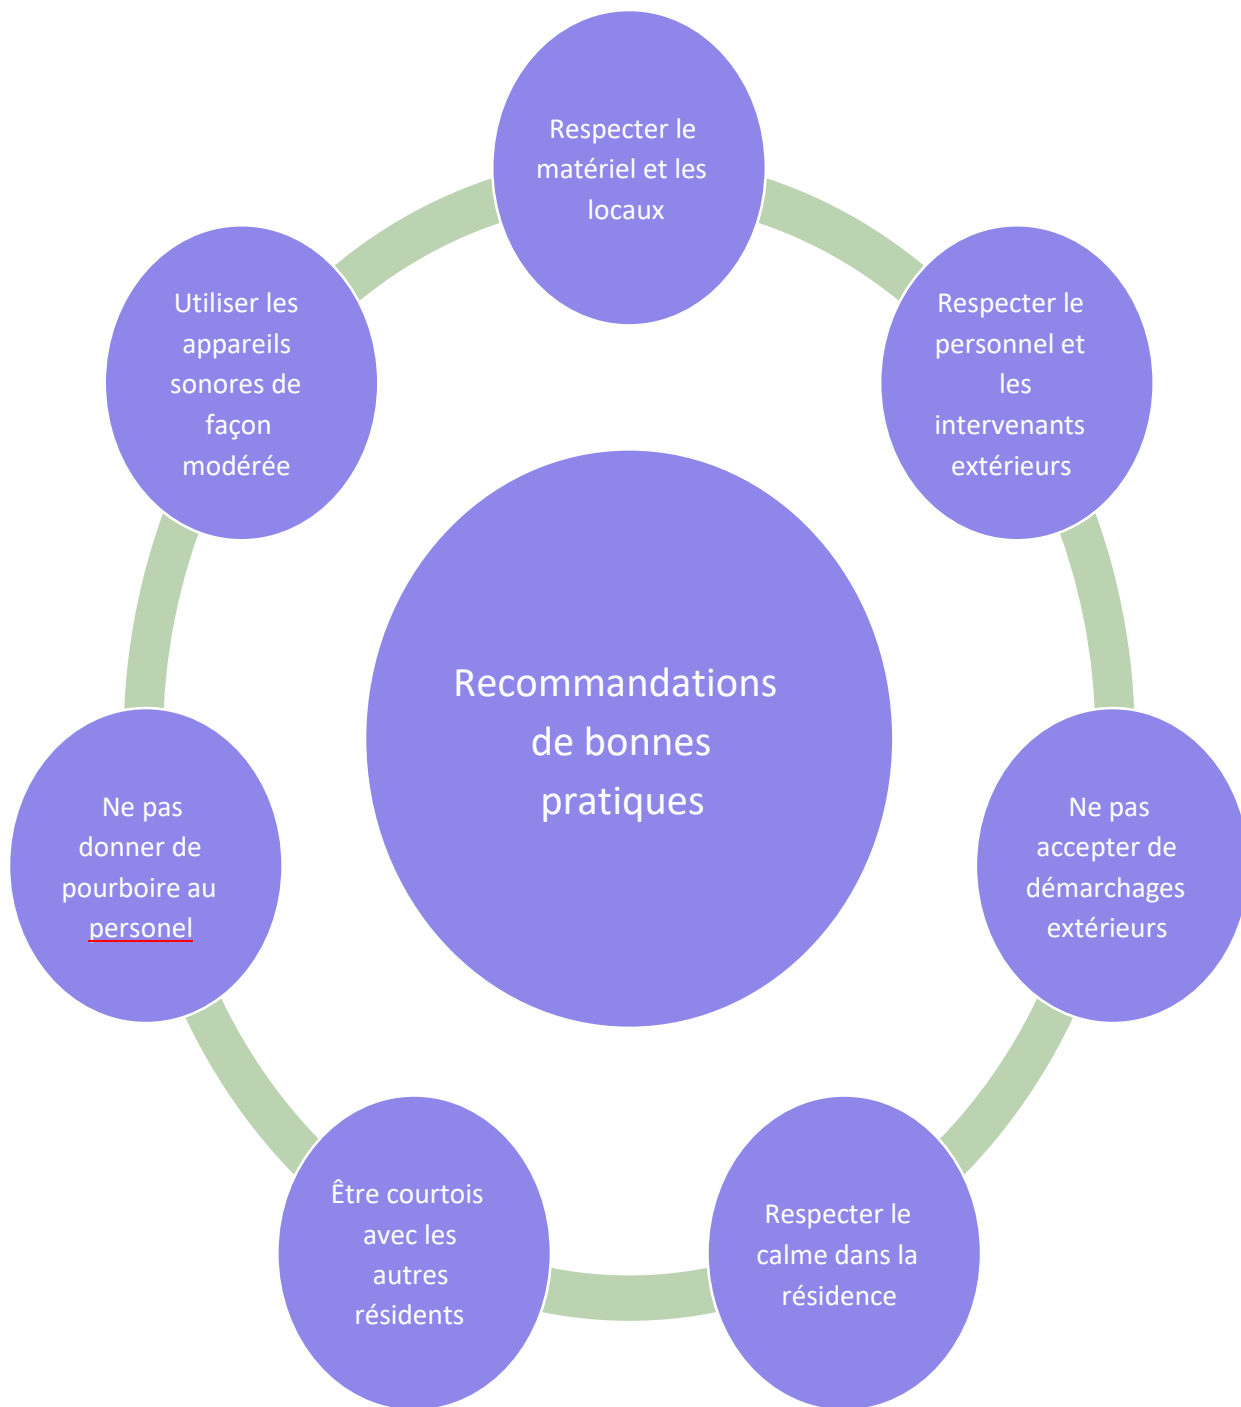 Respecter le
matériel et les
locaux
Respecter le
personnel et
les
intervenants
extérieurs
Ne pas
accepter de
démarchages
extérieurs
Respecter le
calme dans la
résidence
Être courtois
avec les
autres
résidents
Ne pas
donner de
pourboire au
personel
Utiliser les
appareils
sonores de
façon
modérée
Recommandations
de bonnes
pratiques